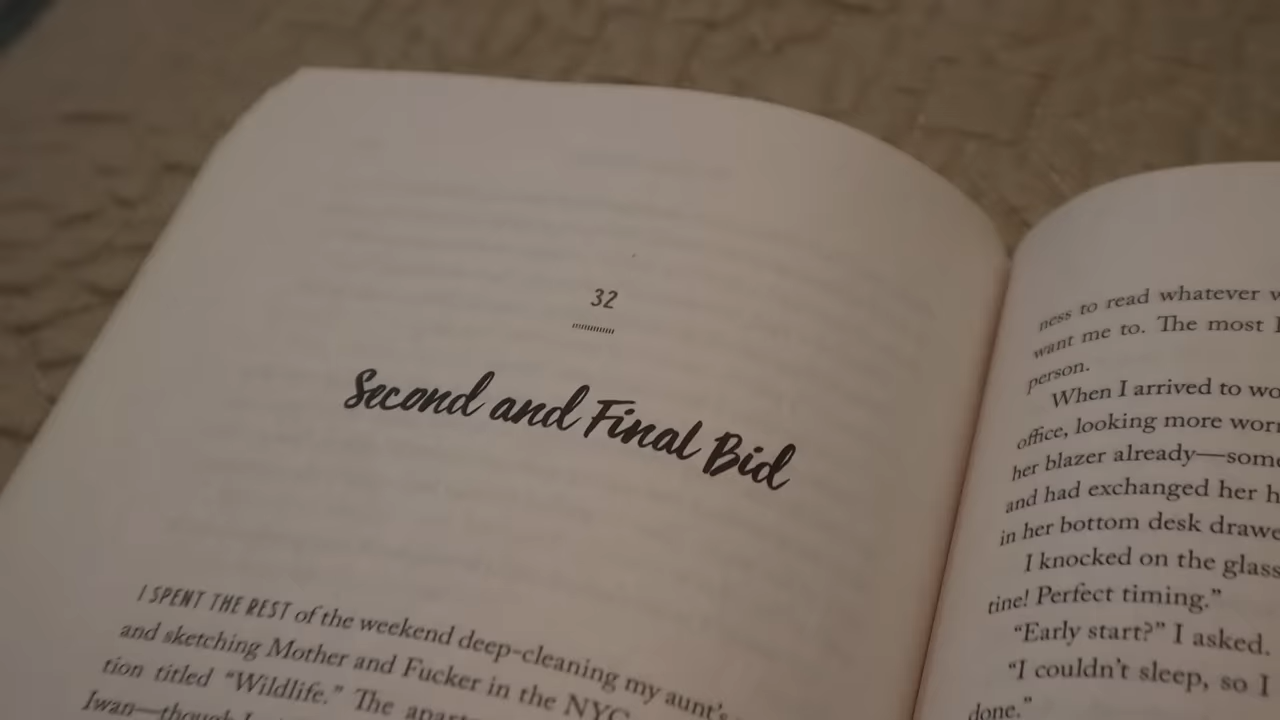 32
Second and Final Bid
I SPENT THE REST of the weekend deep-cleaning my aunt's
and sketching Mother and Fucker in the NYC
tion titled “Wildlife.” The
Iwan—though
ness to read whatever
want me to. The most I
person.
When I arrived to
office, looking more
her blazer already—some
and had exchanged her
in her bottom desk
I knocked on the glass
tine! Perfect timing.”
“Early start?” I asked.
“I couldn't sleep, so I
done.”